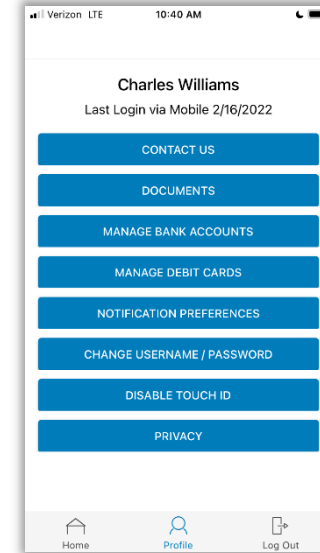 Verizon LTE 10:40 AM
Charles Williams
Last Login via Mobile 2/16/2022
CONTACT US
DOCUMENTS
MANAGE BANK ACCOUNTS
MANAGE DEBIT CARDS
NOTIFICATION PREFERENCES
CHANGE USERNAME / PASSWORD
DISABLE TOUCH ID
PRIVACY
Home Profile Log Out